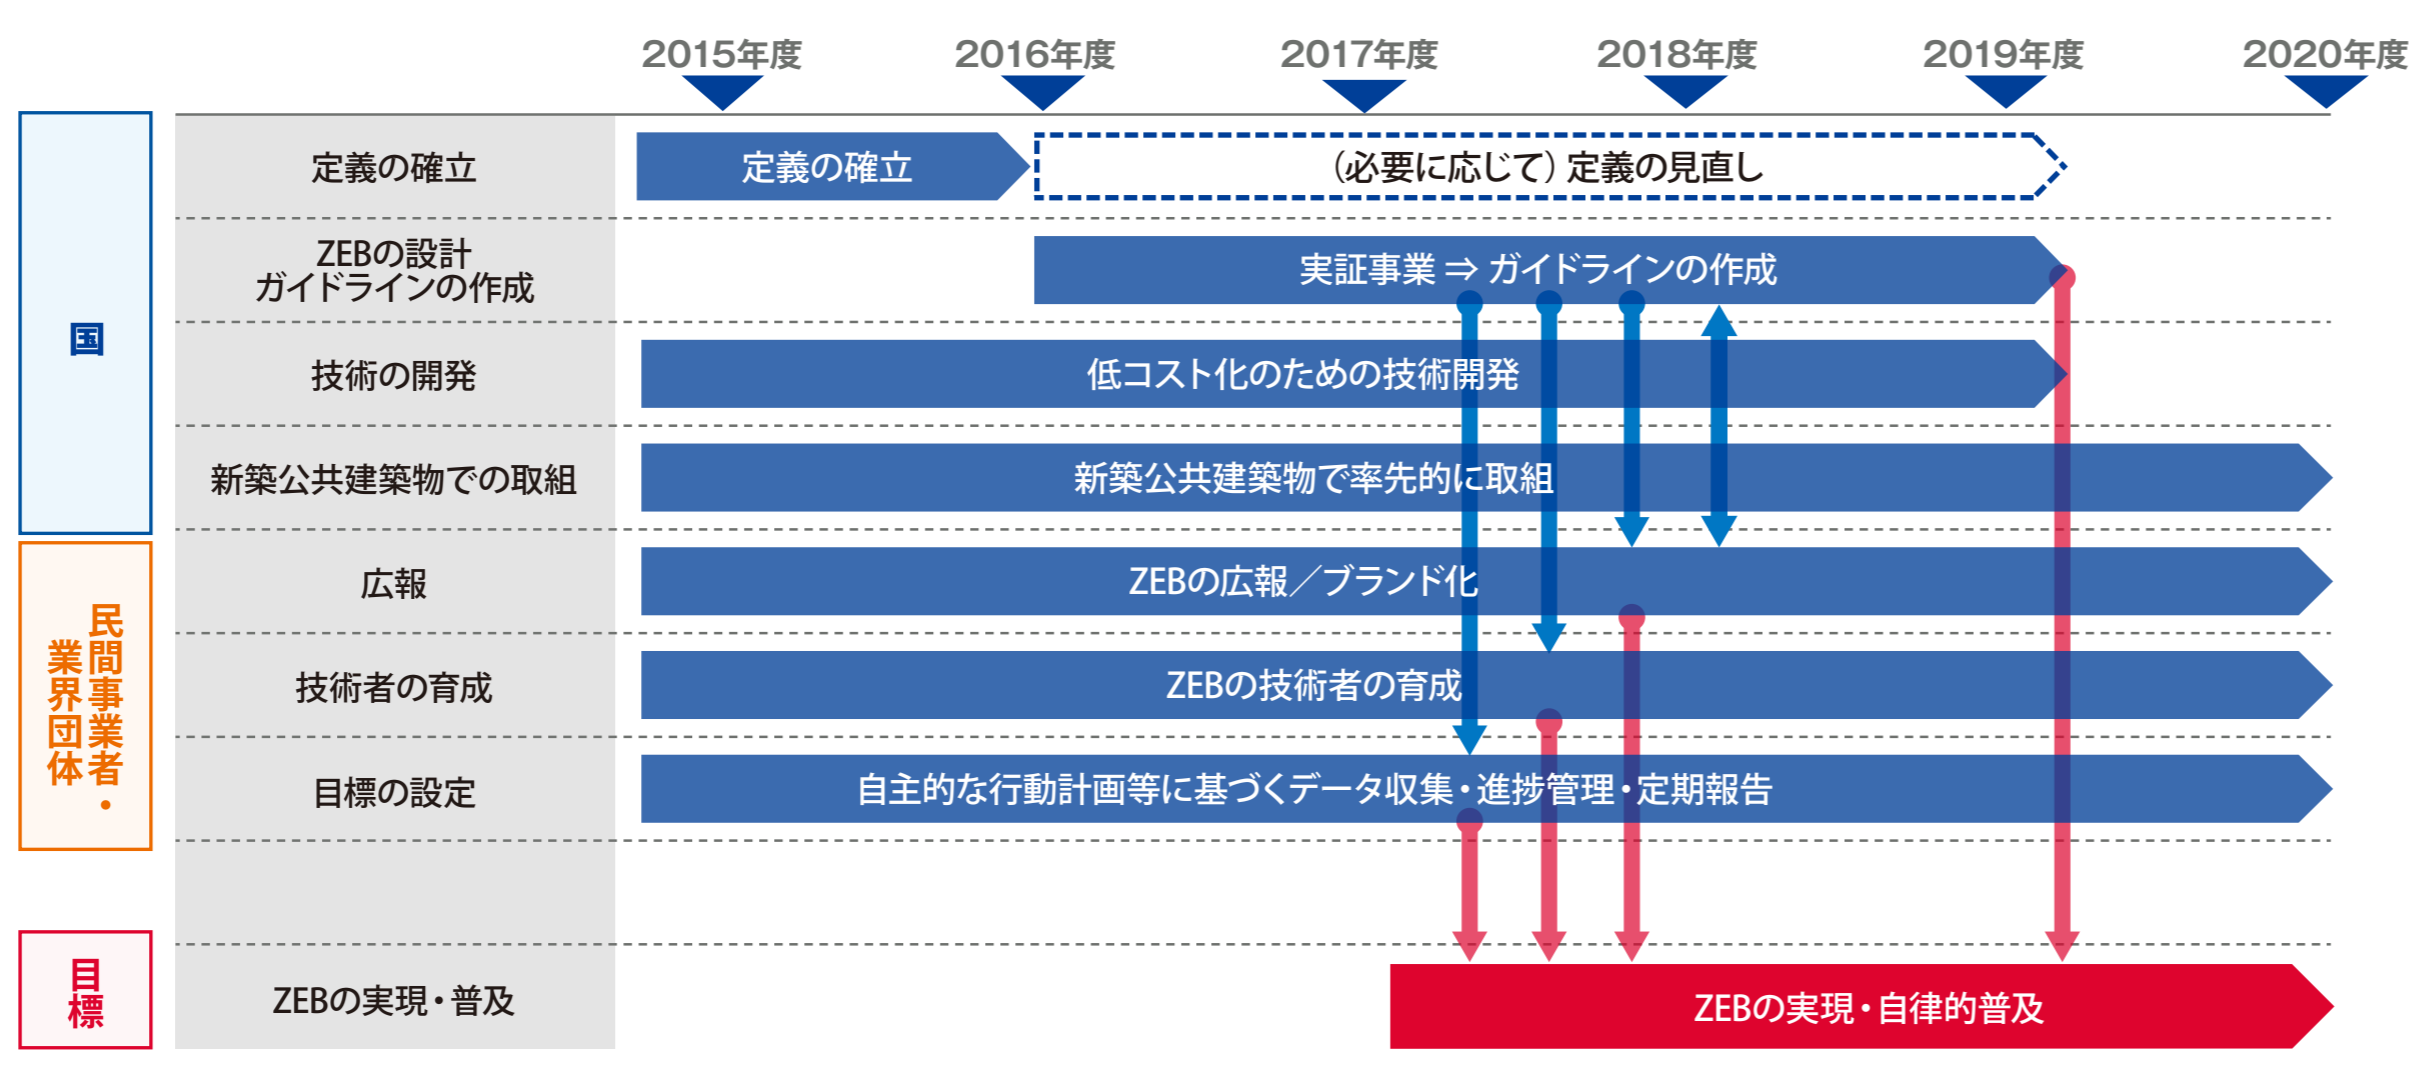 2015年度
2016年度
2017年度
2018年度
2019年度
2020年度
国
定義の確立
定義の確立
（必要に応じて）定義の見直し
ZEBの設計
ガイドラインの作成
実証事業 ⇒ ガイドラインの作成
技術の開発
低コスト化のための技術開発
新築公共建築物での取組
新築公共建築物で率先的に取組
民間事業者・
業界団体
広報
ZEBの広報／ブランド化
技術者の育成
ZEBの技術者の育成
目標の設定
自主的な行動計画等に基づくデータ収集・進捗管理・定期報告
目標
ZEBの実現・普及
ZEBの実現・自律的普及